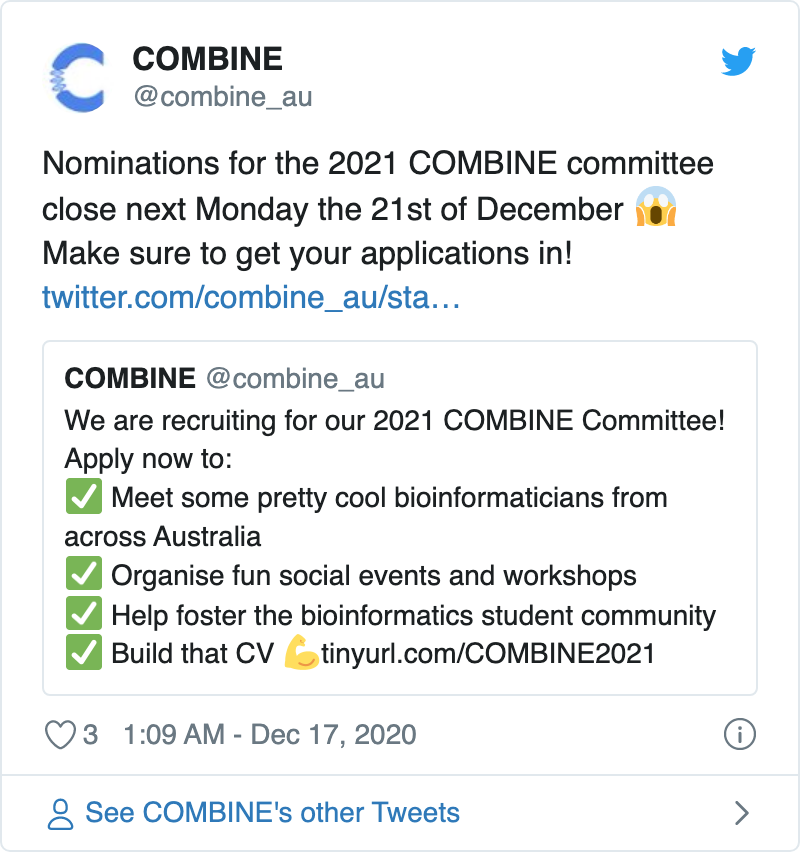 COMBINE
@combine_au
Nominations for the 2021 COMBINE committee
close next Monday the 21st of December 😱
Make sure to get your applications in!
twitter.com/combine_au/sta…
COMBINE @combine_au
We are recruiting for our 2021 COMBINE Committee!
Apply now to:
✅ Meet some pretty cool bioinformaticians from
across Australia
✅ Organise fun social events and workshops
✅ Help foster the bioinformatics student community
✅ Build that CV 💪tinyurl.com/COMBINE2021
3 1:09 AM - Dec 17, 2020
See COMBINE's other Tweets